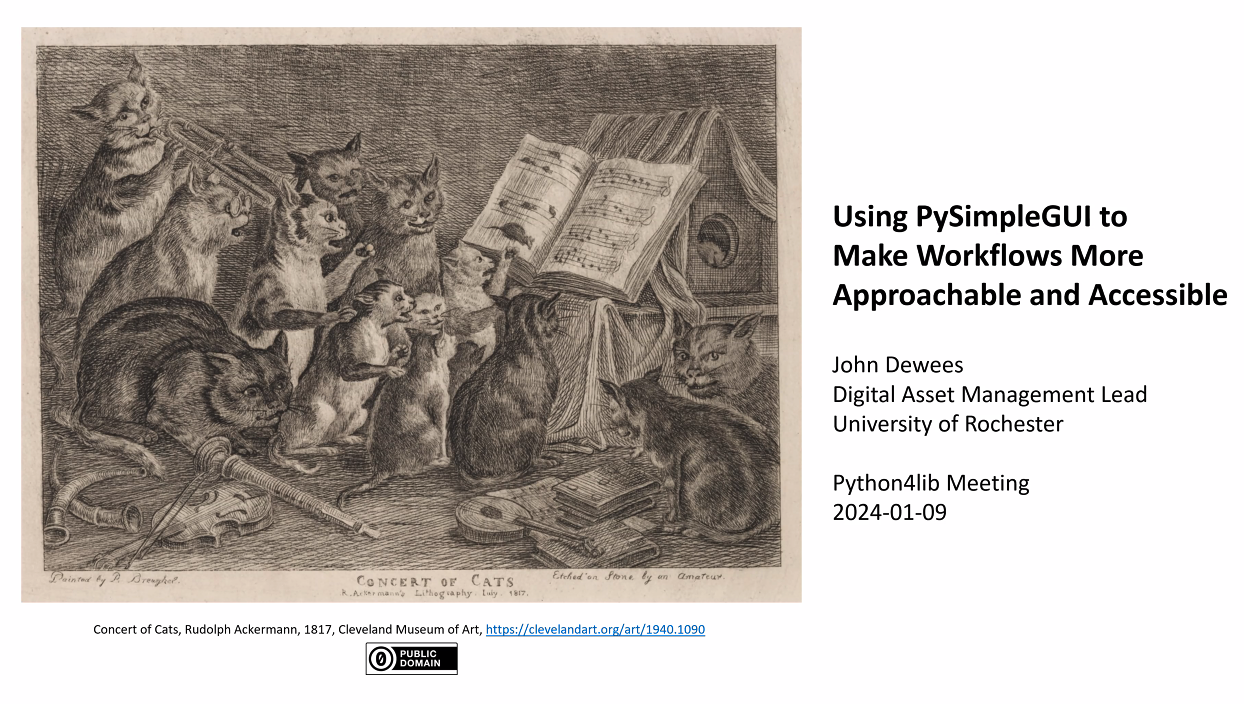 Using PySimpleGUI to
Make Workflows More
Approachable and Accessible
John Dewees
Digital Asset Management Lead
University of Rochester
Python4lib Meeting
2024-01-09
Painted by P. Breughel.
CONCERT OF CATS
Etched on Stone by an Amateur.
R. Ackermann's Lithography July 1817.
Concert of Cats, Rudolph Ackermann, 1817, Cleveland Museum of Art, https://clevelandart.org/art/1940.1090
PUBLIC
DOMAIN